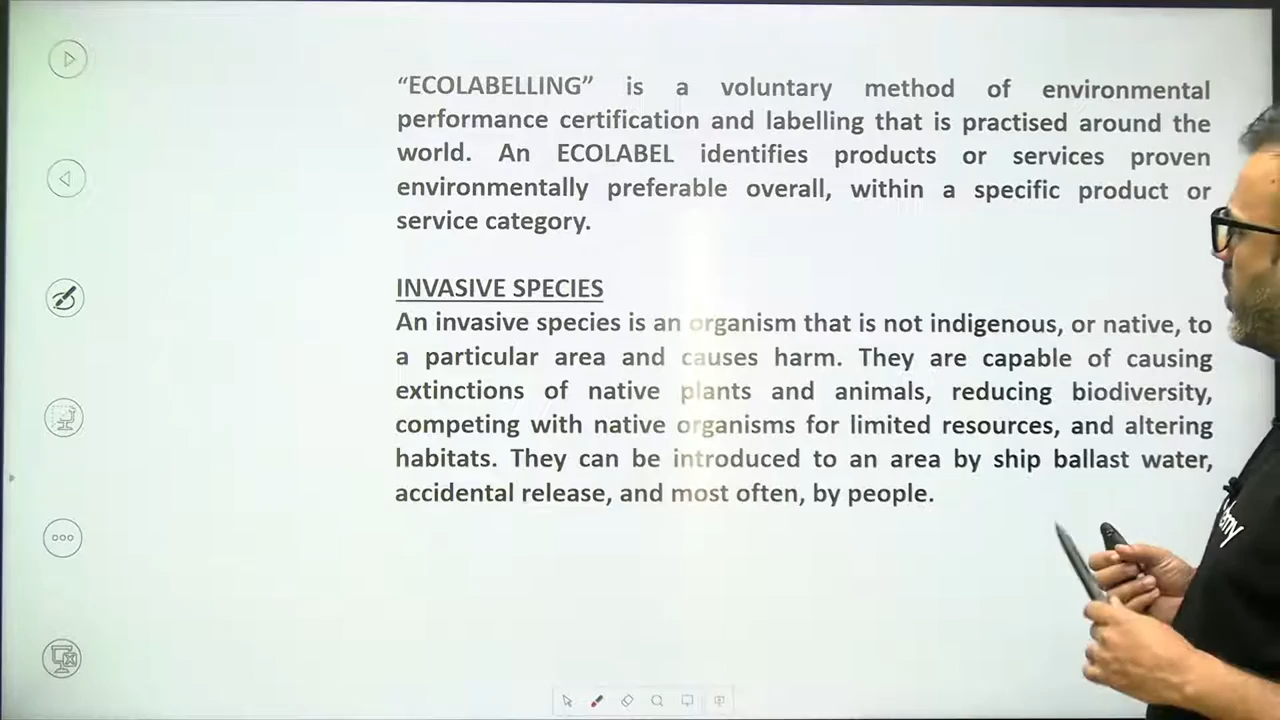 “ECOLABELLING” is a voluntary method of environmental
performance certification and labelling that is practised around the
world. An ECOLABEL identifies products or services proven
environmentally preferable overall, within a specific product or
service category.
INVASIVE SPECIES
An invasive species is an organism that is not indigenous, or native, to
a particular area and causes harm. They are capable of causing
extinctions of native plants and animals, reducing biodiversity,
competing with native organisms for limited resources, and altering
habitats. They can be introduced to an area by ship ballast water,
accidental release, and most often, by people.